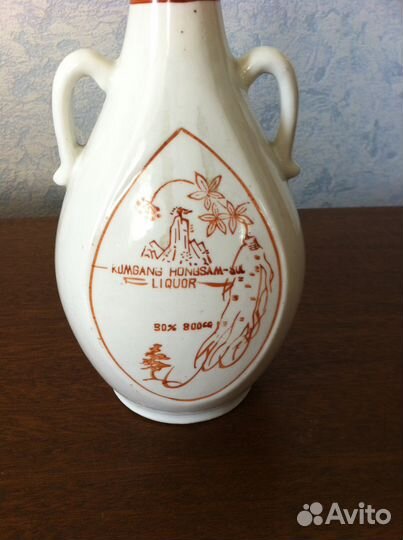 KUMGANG HONGSAM-SUL
LIQUOR
30% 800cc
Avito